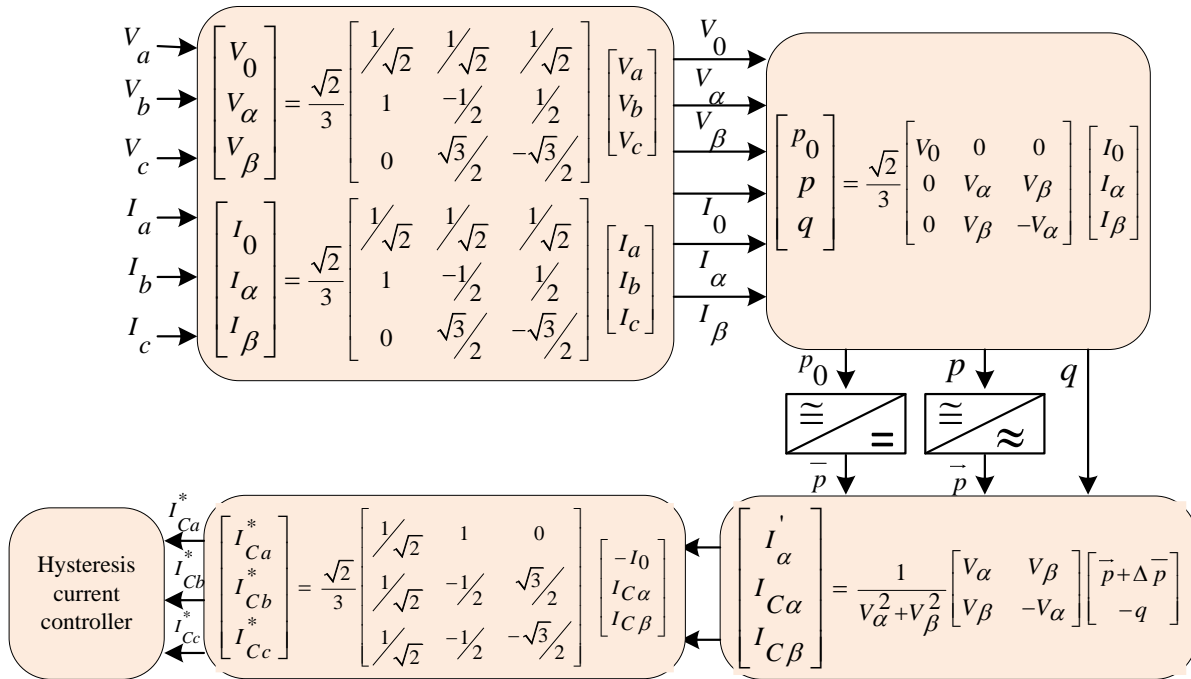 V_a
V_b
V_c
I_a
I_b
I_c
[V_0 V_α V_β] = √2/3 [1/√2 1/√2 1/√2; 1 -1/2 1/2; 0 √3/2 -√3/2] [V_a V_b V_c]
[I_0 I_α I_β] = √2/3 [1/√2 1/√2 1/√2; 1 -1/2 1/2; 0 √3/2 -√3/2] [I_a I_b I_c]
V_0
V_α
V_β
I_0
I_α
I_β
[p_0 p q] = √2/3 [V_0 0 0; 0 V_α V_β; 0 V_β -V_α] [I_0 I_α I_β]
p_0
p
q
≅ =
≅ ≈
p̅
p⃗
[I'_α I_Cα I_Cβ] = 1/(V_α^2+V_β^2) [V_α V_β; V_β -V_α] [p⃗+Δp̅; -q]
[I*_Ca I*_Cb I*_Cc] = √2/3 [1/√2 1 0; 1/√2 -1/2 √3/2; 1/√2 -1/2 -√3/2] [-I_0 I_Cα I_Cβ]
I*_Ca
I*_Cb
I*_Cc
Hysteresis
current
controller